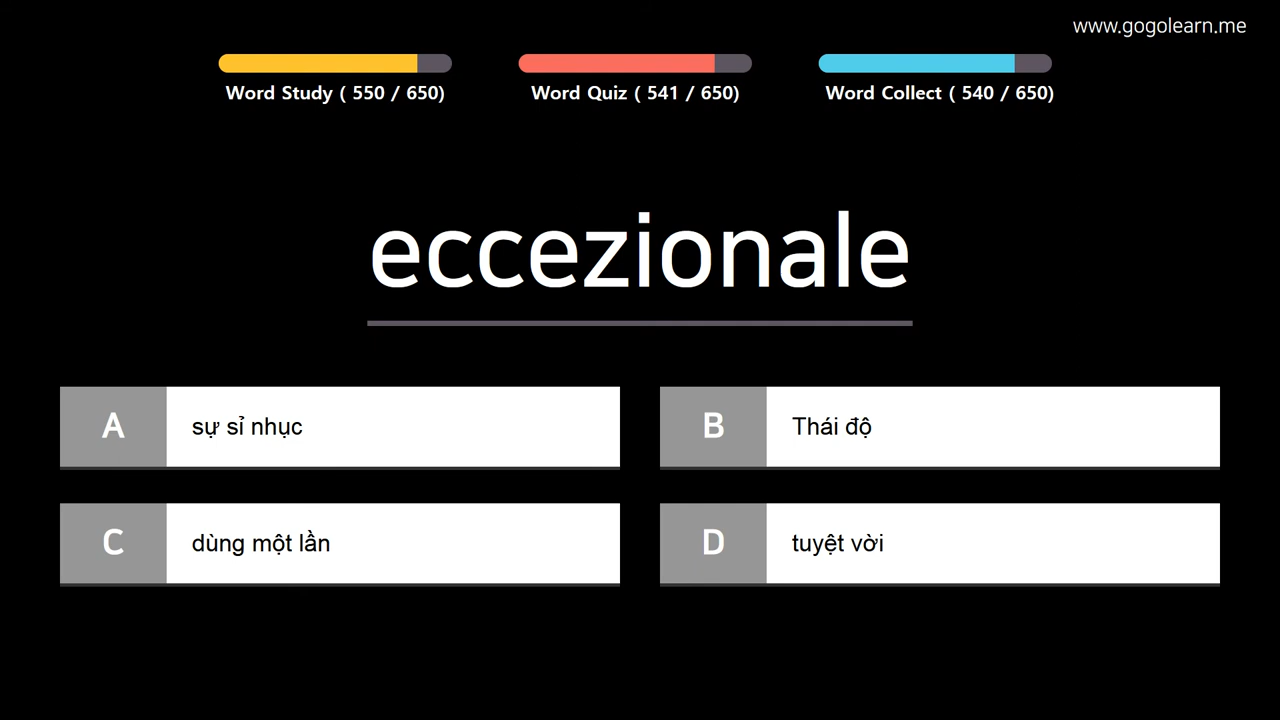 www.gogolearn.me
Word Study ( 550 / 650)
Word Quiz ( 541 / 650)
Word Collect ( 540 / 650)
eccezionale
A
sự sỉ nhục
B
Thái độ
C
dùng một lần
D
tuyệt vời